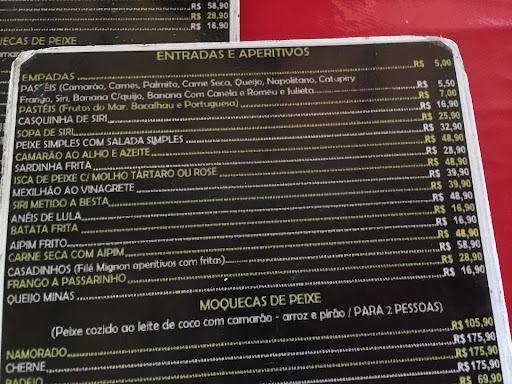 R$ 58,90
R$ 28,90
R$ 16,90
MOQUECAS DE PEIXE
ENTRADAS E APERITIVOS
EMPADAS R$ 5,00
PASTÉIS (Camarão, Carnes, Palmito, Carne Seca, Queijo, Napolitano, Catupiry
Frango, Siri, Banana C/quijo, Banana Com Canela e Romeu e Julieta R$ 5,50
PASTÉIS (Frutos do Mar, Bacalhau e Portuguesa) R$ 7,00
CASQUINHA DE SIRI R$ 16,90
SOPA DE SIRI R$ 25,90
PEIXE SIMPLES COM SALADA SIMPLES R$ 32,90
CAMARÃO AO ALHO E AZEITE R$ 48,90
SARDINHA FRITA R$ 28,90
ISCA DE PEIXE C/ MOLHO TÁRTARO OU ROSE R$ 48,90
MEXILHÃO AO VINAGRETE R$ 39,90
SIRI METIDO A BESTA R$ 39,90
ANÉIS DE LULA R$ 48,90
BATATA FRITA R$ 16,90
AIPIM FRITO R$ 16,90
CARNE SECA COM AIPIM R$ 48,90
CASADINHOS (Filé Mignon aperitivos com fritas) R$ 58,90
FRANGO A PASSARINHO R$ 28,90
QUEIJO MINAS R$ 16,90
MOQUECAS DE PEIXE
(Peixe cozido ao leite de coco com camarão - arroz e pirão / PARA 2 PESSOAS)
NAMORADO R$ 105,90
CHERNE R$ 175,90
BADEJO R$ 175,90
R$ 69,90